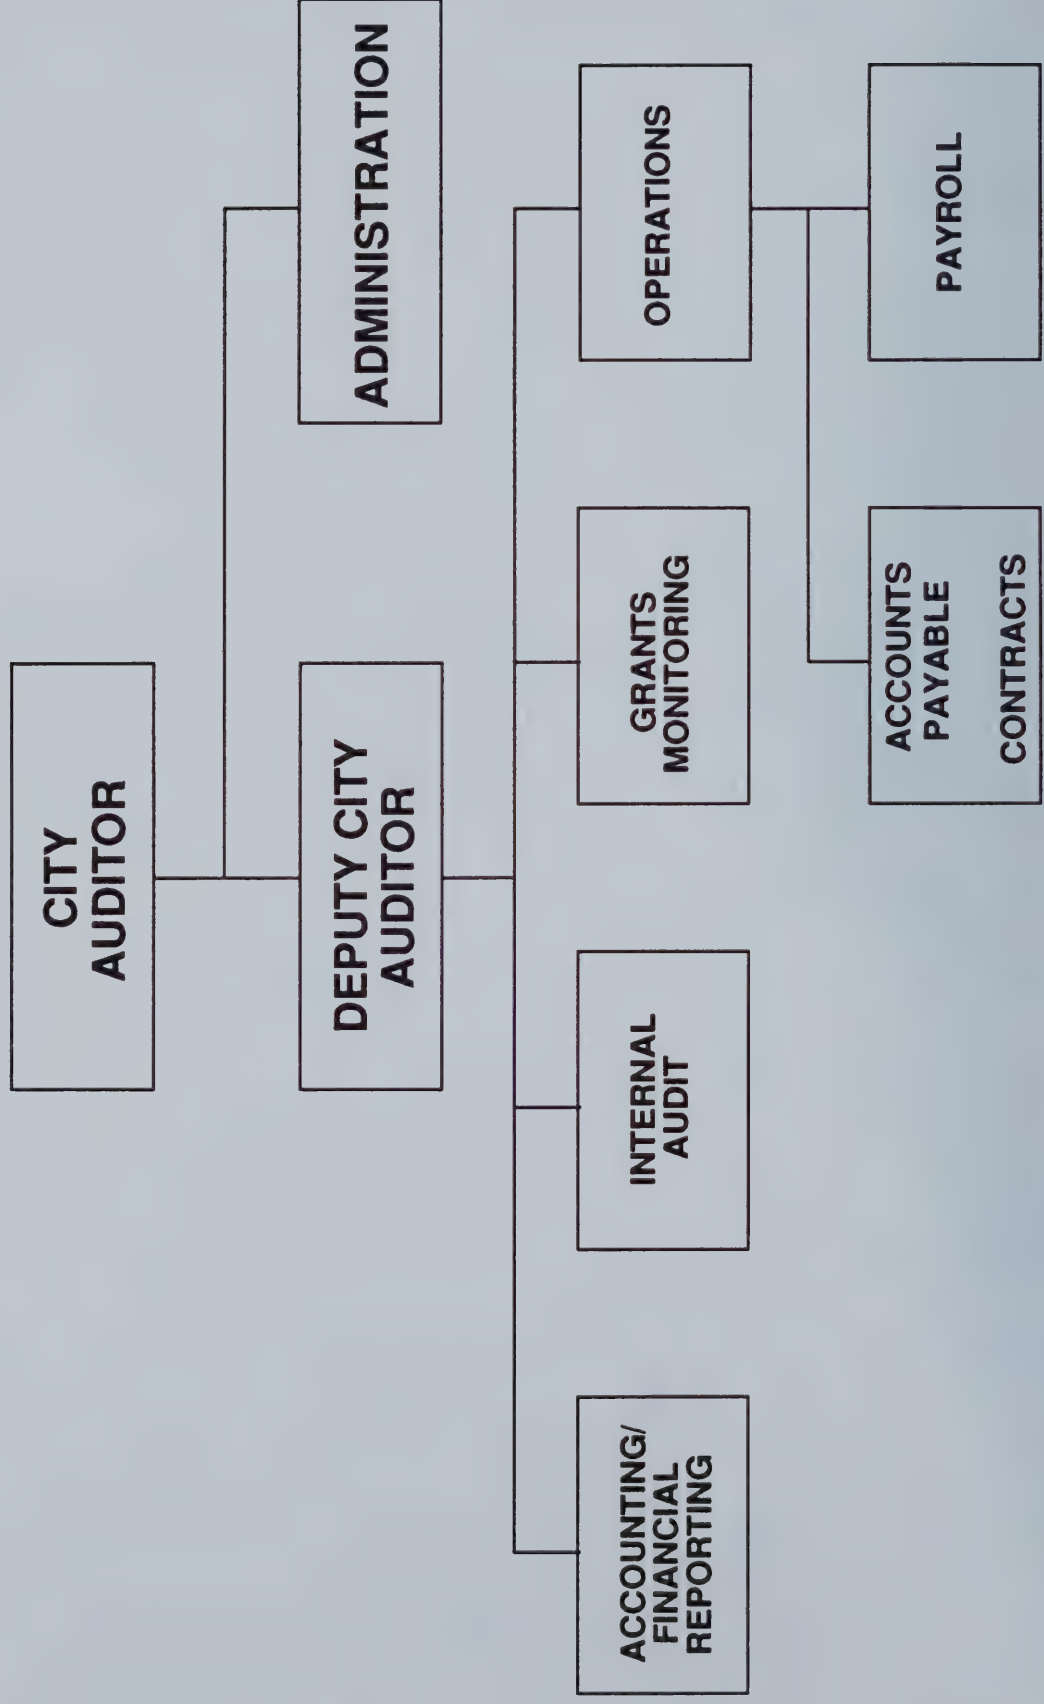 CITY
AUDITOR
DEPUTY CITY
AUDITOR
ADMINISTRATION
ACCOUNTING/
FINANCIAL
REPORTING
INTERNAL
AUDIT
GRANTS
MONITORING
OPERATIONS
ACCOUNTS
PAYABLE
CONTRACTS
PAYROLL